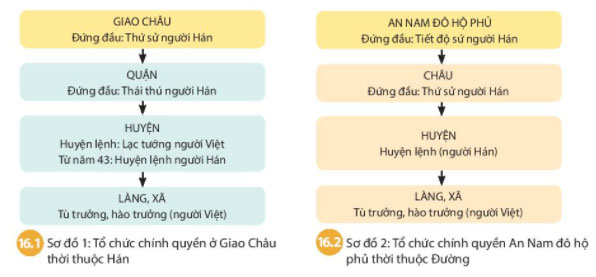 GIAO CHÂU
Đứng đầu: Thứ sử người Hán
QUẬN
Đứng đầu: Thái thú người Hán
HUYỆN
Huyện lệnh: Lạc tướng người Việt
Từ năm 43: Huyện lệnh người Hán
LÀNG, XÃ
Tù trưởng, hào trưởng (người Việt)
16.1 Sơ đồ 1: Tổ chức chính quyền ở Giao Châu
thời thuộc Hán
AN NAM ĐÔ HỘ PHỦ
Đứng đầu: Tiết độ sứ người Hán
CHÂU
Đứng đầu: Thứ sử người Hán
HUYỆN
Huyện lệnh (người Hán)
LÀNG, XÃ
Tù trưởng, hào trưởng (người Việt)
16.2 Sơ đồ 2: Tổ chức chính quyền An Nam đô hộ
phủ thời thuộc Đường